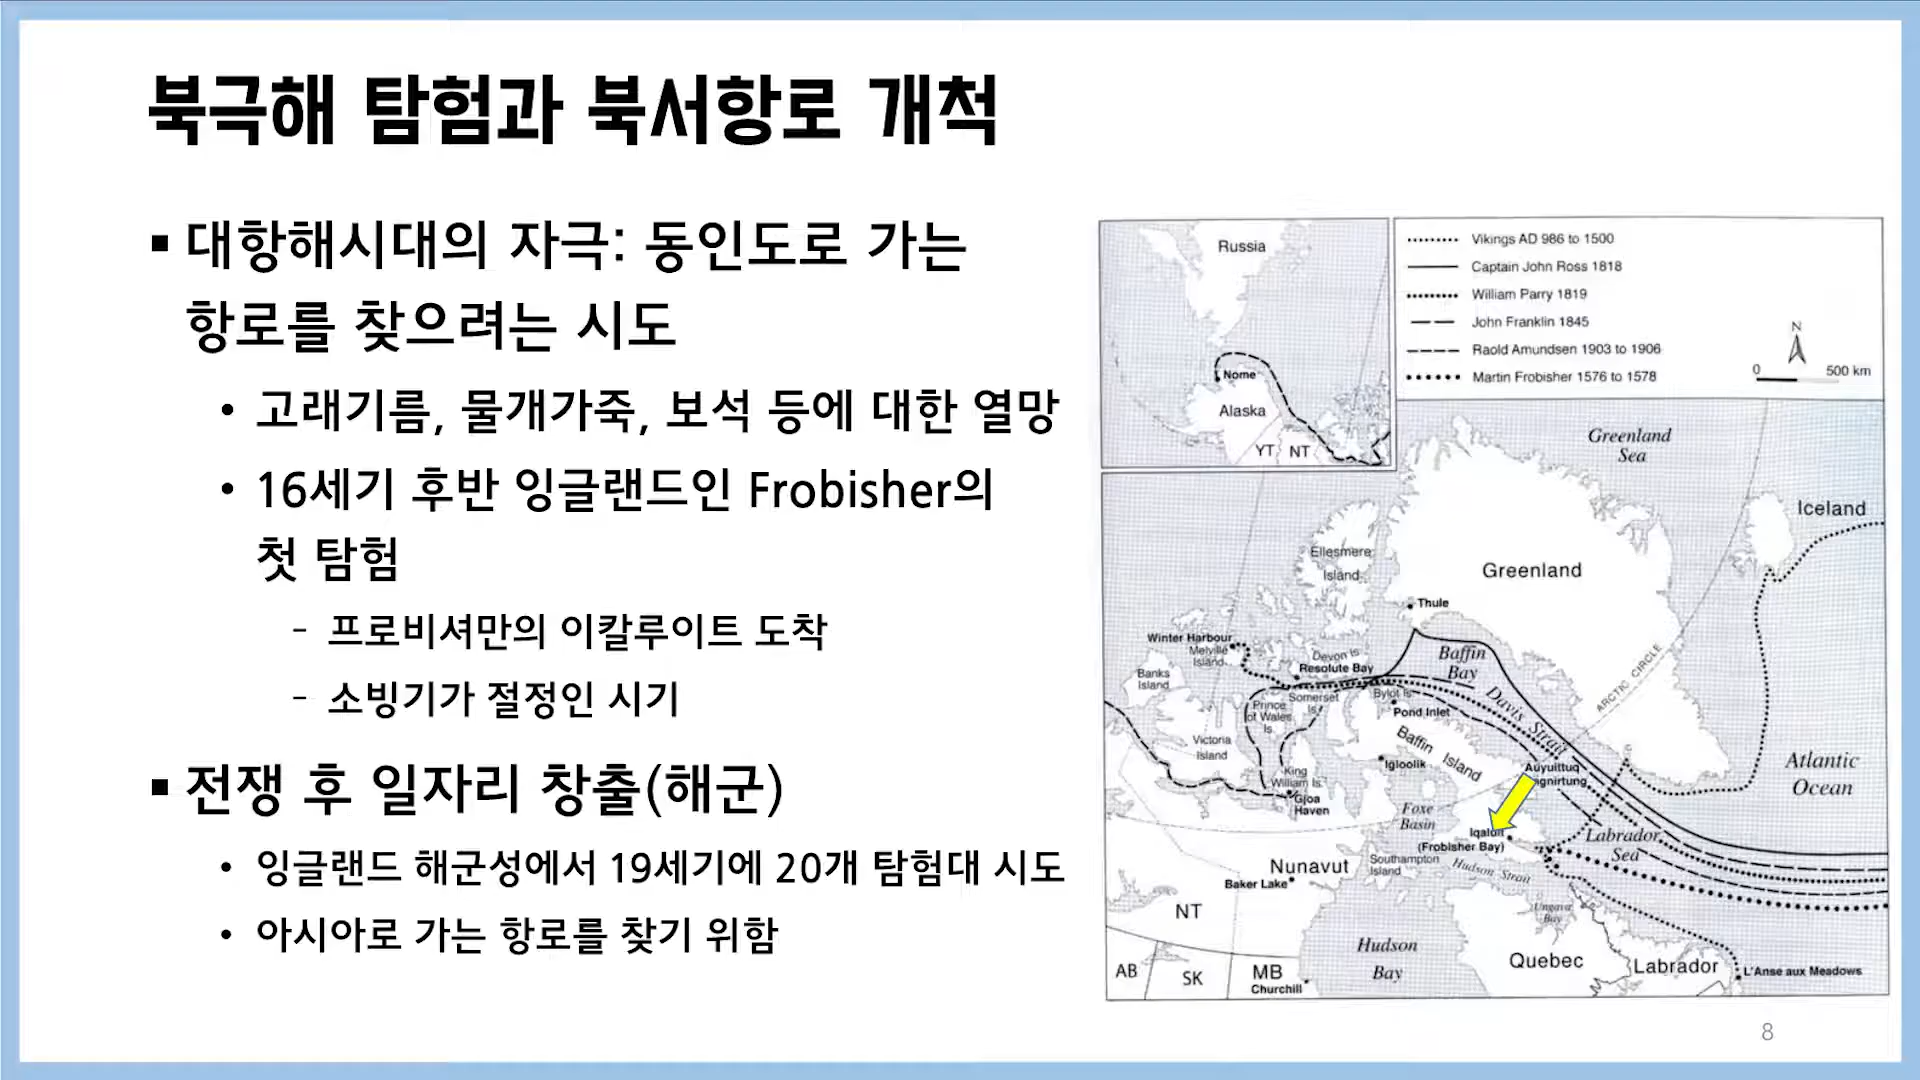 북극해 탐험과 북서항로 개척
▪ 대항해시대의 자극: 동인도로 가는
항로를 찾으려는 시도
• 고래기름, 물개가죽, 보석 등에 대한 열망
• 16세기 후반 잉글랜드인 Frobisher의
첫 탐험
- 프로비셔만의 이칼루이트 도착
- 소빙기가 절정인 시기
▪ 전쟁 후 일자리 창출(해군)
• 잉글랜드 해군성에서 19세기에 20개 탐험대 시도
• 아시아로 가는 항로를 찾기 위함
Russia
Nome
Alaska
YT
NT
Vikings AD 986 to 1500
Captain John Ross 1818
William Parry 1819
John Franklin 1845
Raold Amundsen 1903 to 1906
Martin Frobisher 1576 to 1578
N
0 500 km
Greenland
Sea
Iceland
Ellesmere
Island
Greenland
Thule
Winter Harbour
Melville
Island
Devon Is
Resolute Bay
Baffin
Bay
ARCTIC CIRCLE
Banks
Island
Somerset
Is
Bylot Is
Prince
of Wales
Is
Pond Inlet
Davis Strait
Victoria
Island
Baffin Island
Igloolik
Auyuittuq
gnirtung
Atlantic
Ocean
King
William Is
Gjoa
Haven
Foxe
Basin
Iqaluit
(Frobisher Bay)
Labrador
Sea
Nunavut
Southampton
Island
Hudson Strait
Baker Lake
NT
Ungava
Bay
Hudson
Bay
Quebec
Labrador
L'Anse aux Meadows
AB
SK
MB
Churchill
8